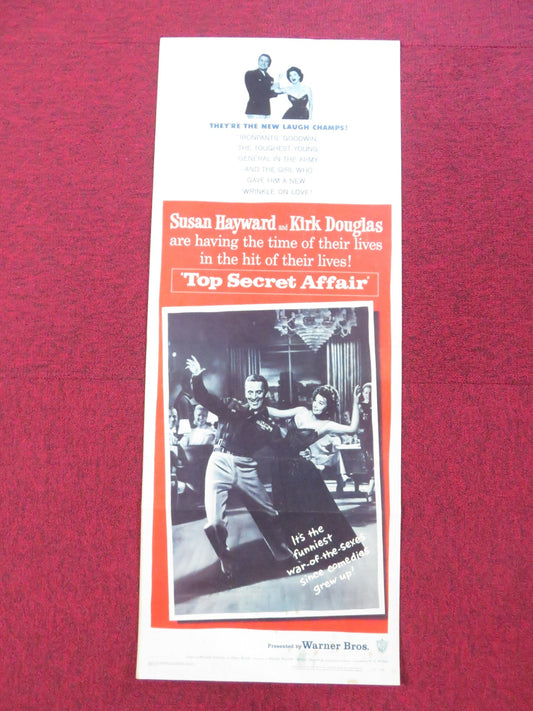 THEY'RE THE NEW LAUGH CHAMPS!
"IRONPANTS" GOODWIN
THE TOUGHEST YOUNG
GENERAL IN THE ARMY
AND THE GIRL WHO
GAVE HIM A NEW
WRINKLE ON LOVE!
Susan Hayward and Kirk Douglas
are having the time of their lives
in the hit of their lives!
'Top Secret Affair'
It's the
funniest
war-of-the-sexes
since comedies
grew up!
Presented by Warner Bros.